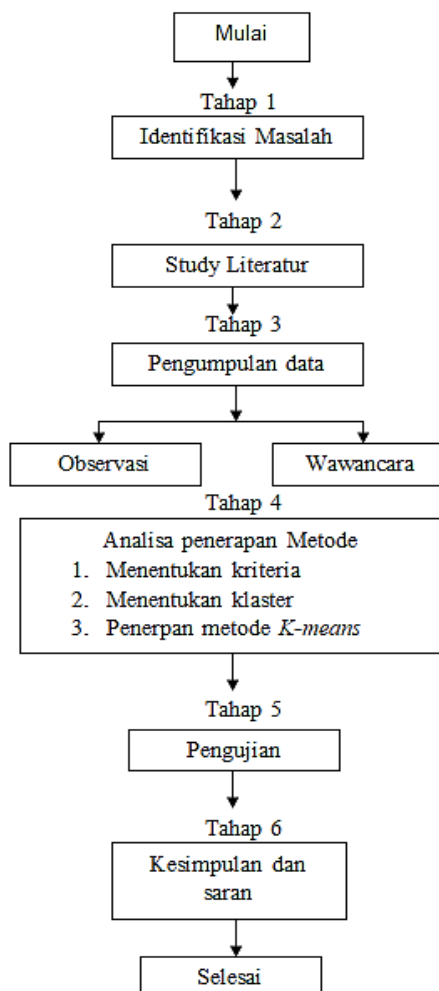 Mulai
Tahap 1
Identifikasi Masalah
Tahap 2
Study Literatur
Tahap 3
Pengumpulan data
Observasi
Wawancara
Tahap 4
Analisa penerapan Metode
1. Menentukan kriteria
2. Menentukan klaster
3. Penerpan metode K-means
Tahap 5
Pengujian
Tahap 6
Kesimpulan dan
saran
Selesai